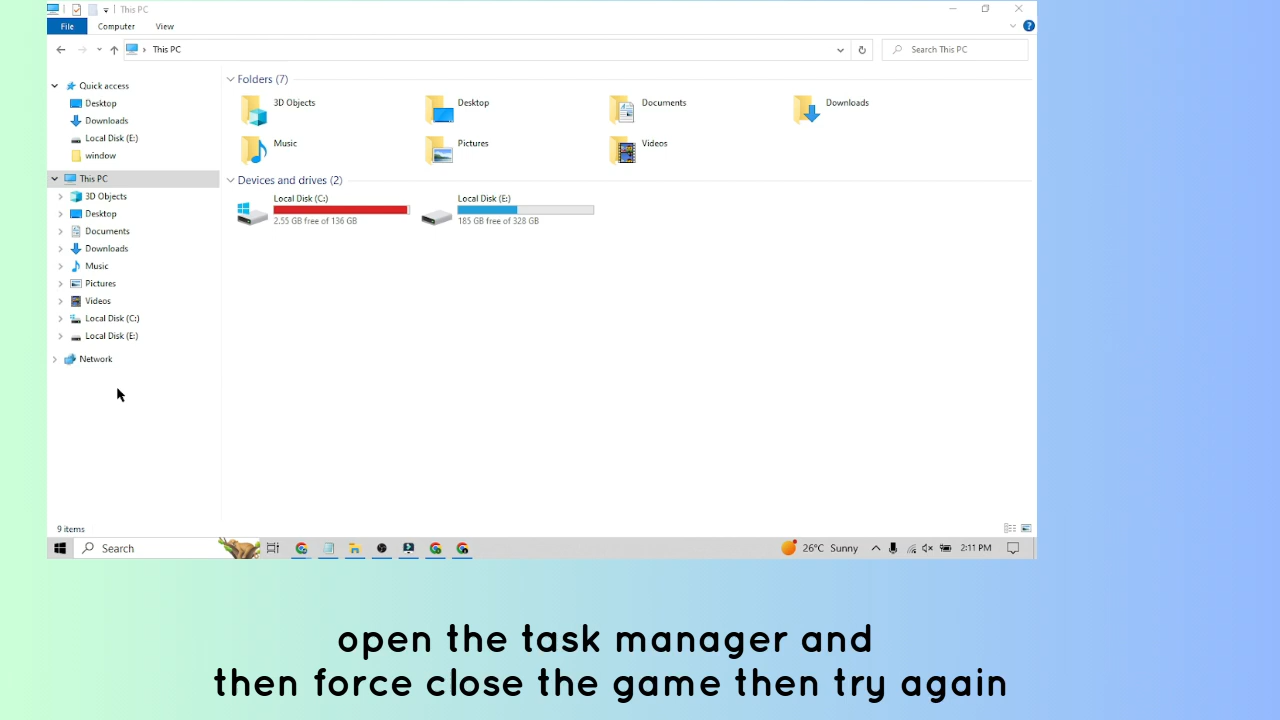 This PC
File
Computer
View
This PC
Search This PC
Quick access
Desktop
Downloads
Local Disk (E:)
window
This PC
3D Objects
Desktop
Documents
Downloads
Music
Pictures
Videos
Local Disk (C:)
Local Disk (E:)
Network
Folders (7)
3D Objects
Desktop
Documents
Downloads
Music
Pictures
Videos
Devices and drives (2)
Local Disk (C:)
2.55 GB free of 136 GB
Local Disk (E:)
185 GB free of 328 GB
9 items
Search
26°C Sunny
2:11 PM
open the task manager and
then force close the game then try again